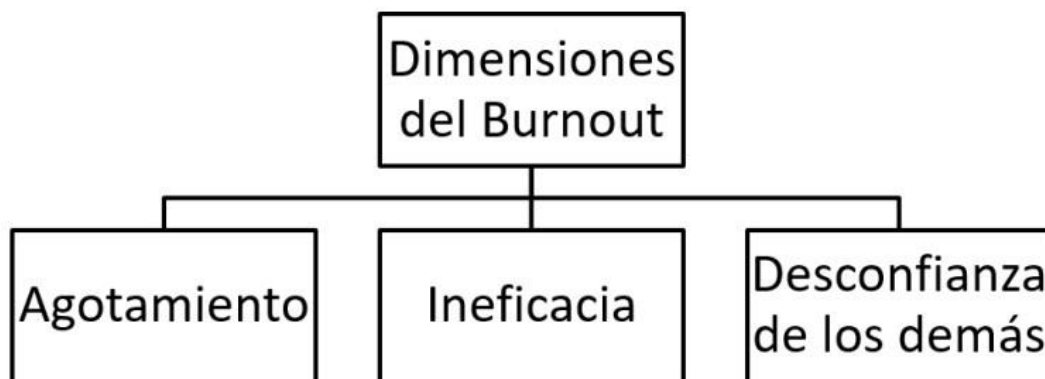 Dimensiones
del Burnout
Agotamiento
Ineficacia
Desconfianza
de los demás